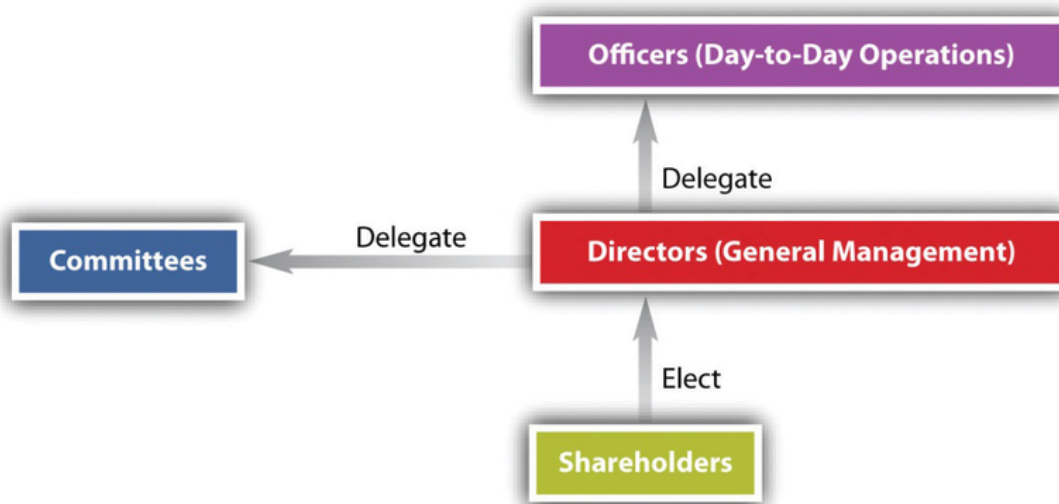 Officers (Day-to-Day Operations)
Delegate
Delegate
Committees
Directors (General Management)
Elect
Shareholders